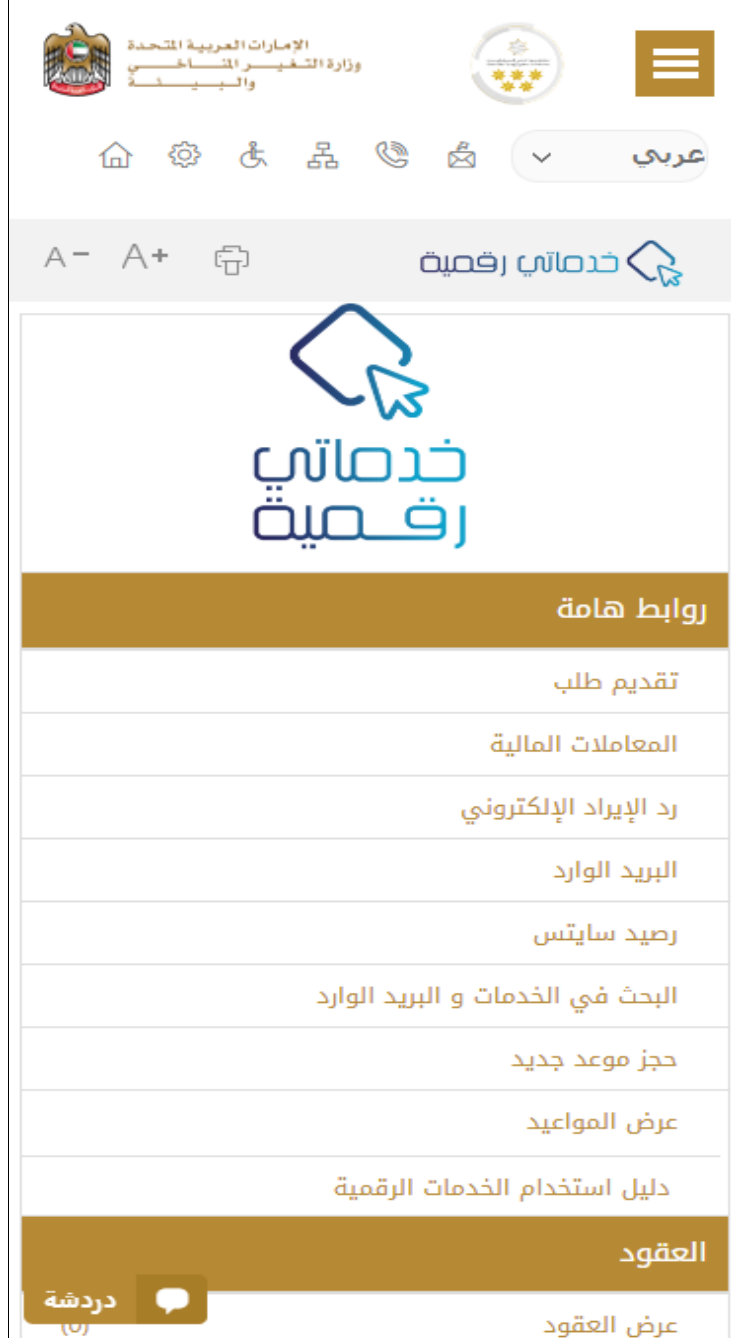 الإمارات العربية المتحدة
وزارة التغيير المناخي
والبيئة
عربي
خدماتي رقمية
A+
A-
خدماتي
رقمية
روابط هامة
تقديم طلب
المعاملات المالية
رد الإيراد الإلكتروني
البريد الوارد
رصيد سايتس
البحث في الخدمات و البريد الوارد
حجز موعد جديد
عرض المواعيد
دليل استخدام الخدمات الرقمية
العقود
دردشة
عرض العقود
(0)